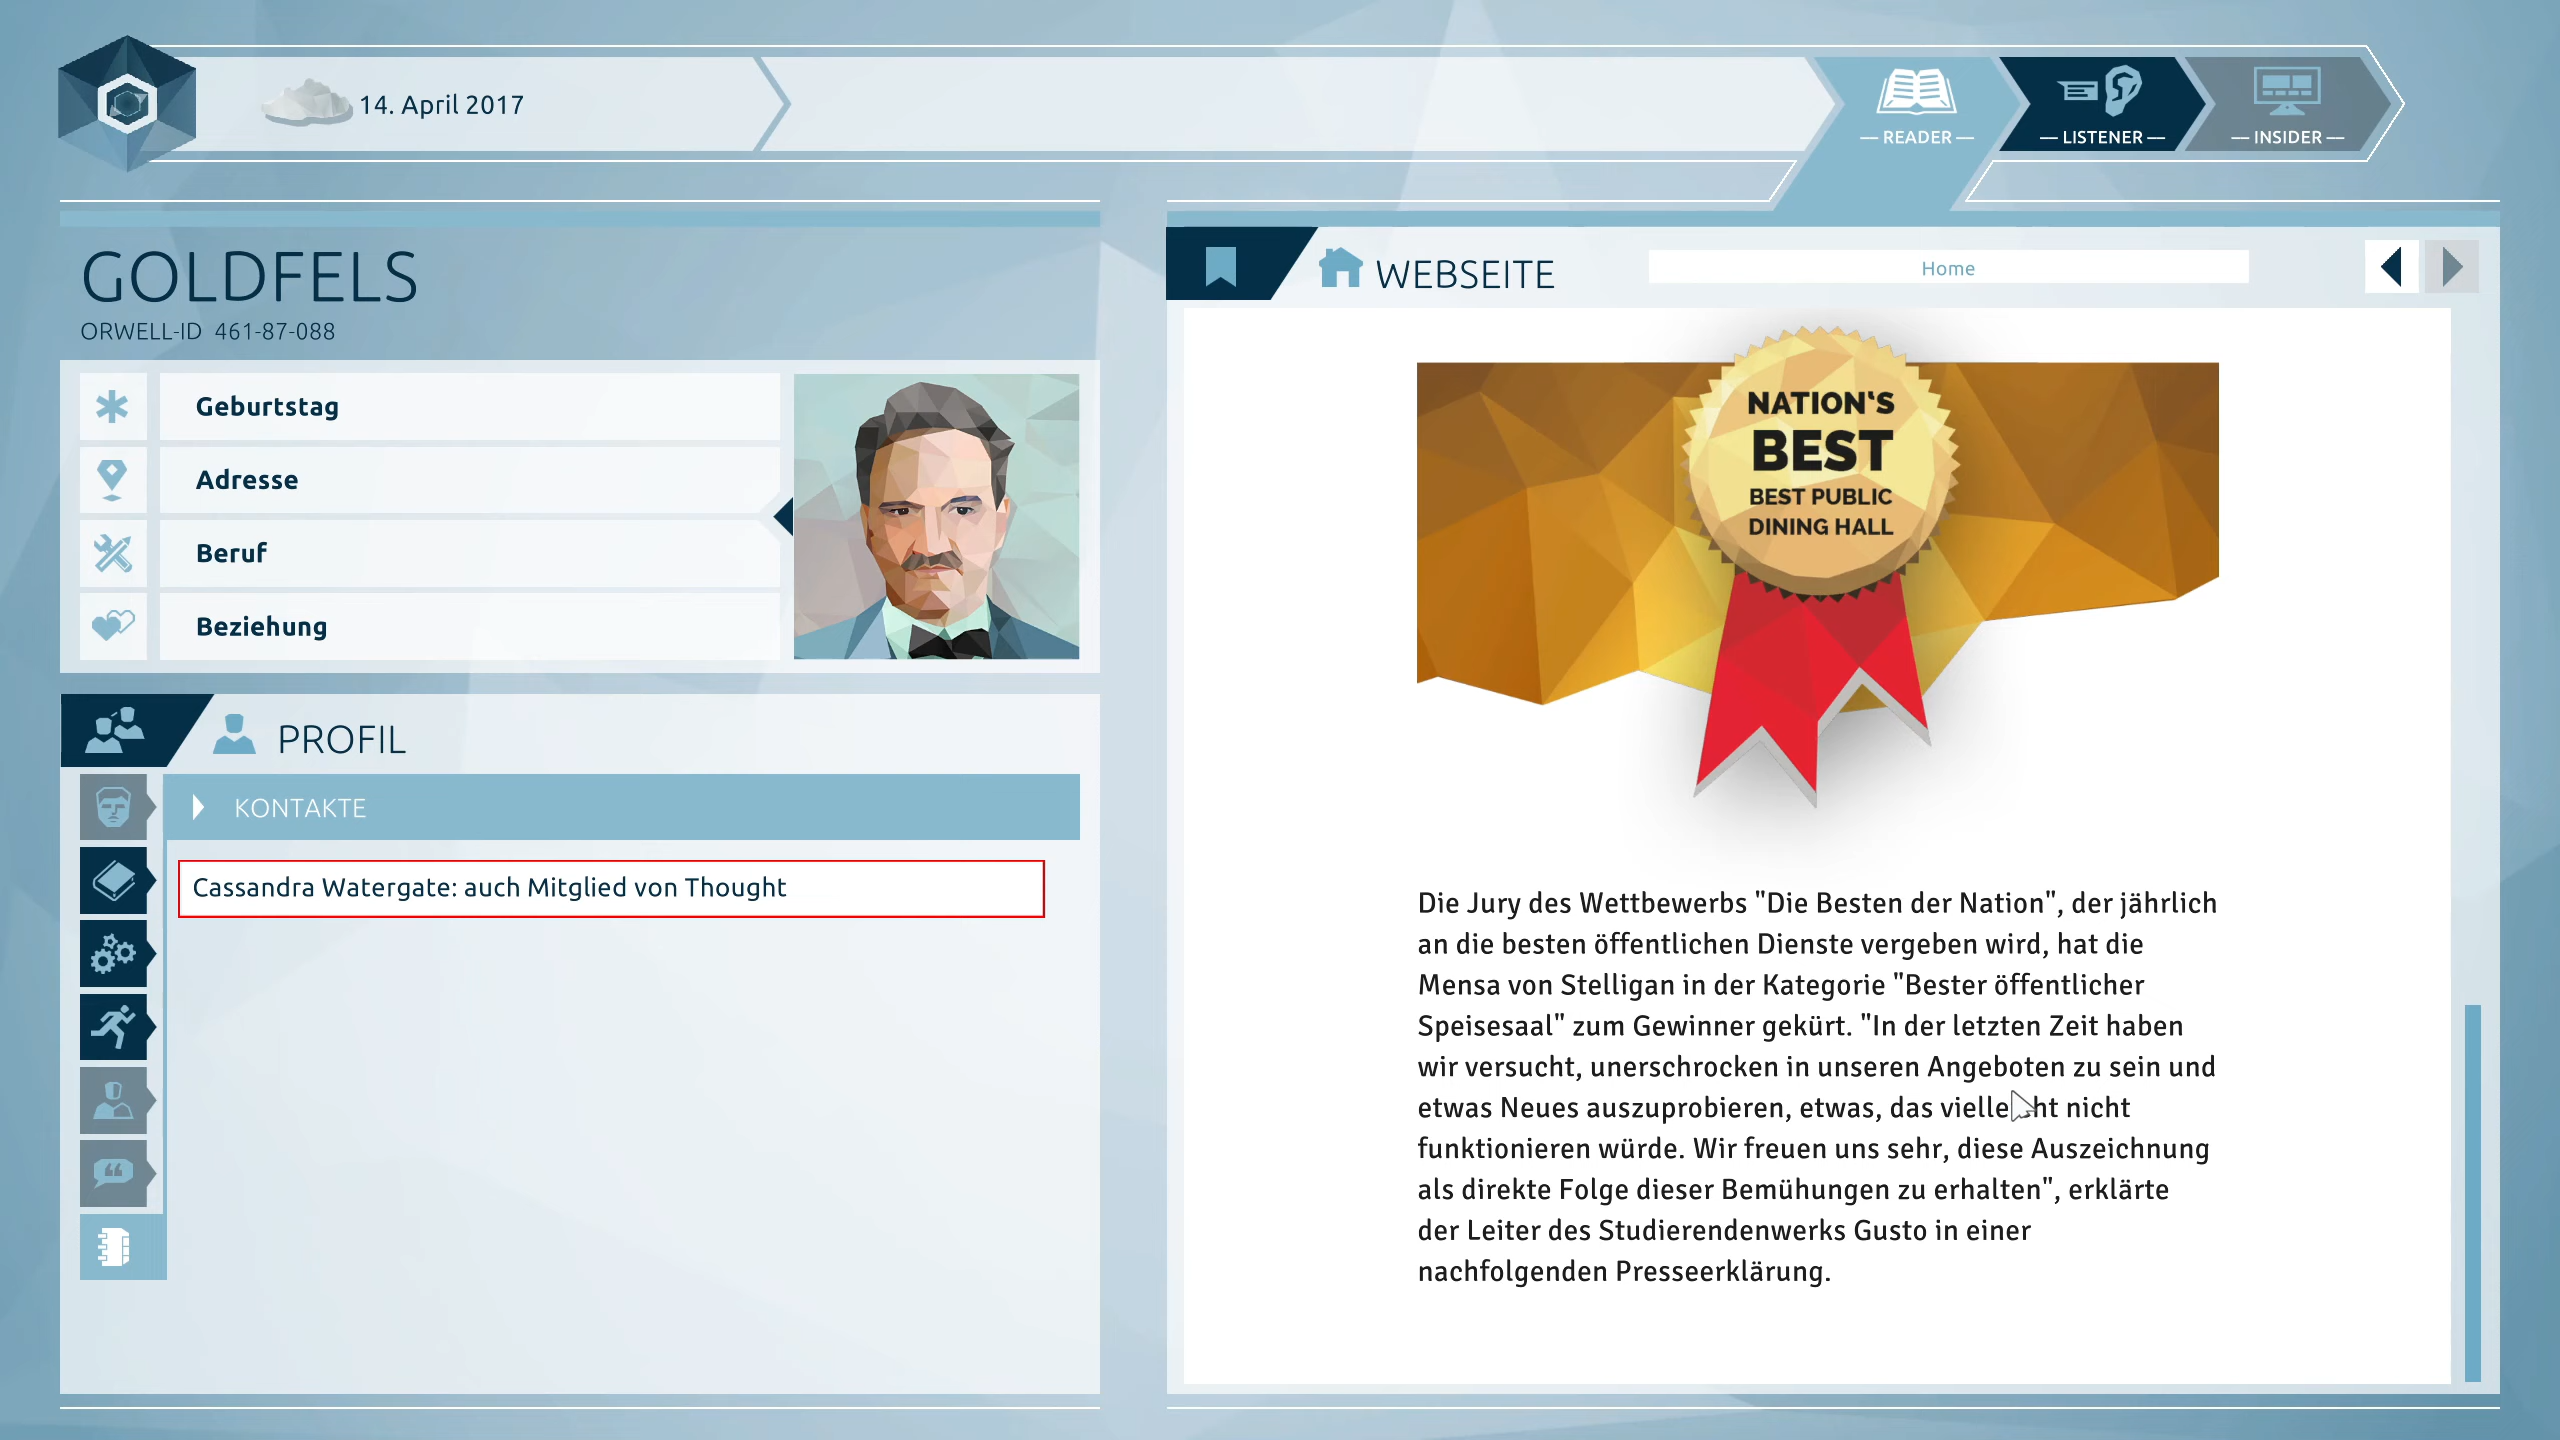 14. April 2017
— READER —
— LISTENER —
— INSIDER —
GOLDFELS
ORWELL-ID 461-87-088
Geburtstag
Adresse
Beruf
Beziehung
PROFIL
KONTAKTE
Cassandra Watergate: auch Mitglied von Thought
WEBSEITE
Home
NATION'S
BEST
BEST PUBLIC
DINING HALL
Die Jury des Wettbewerbs "Die Besten der Nation", der jährlich
an die besten öffentlichen Dienste vergeben wird, hat die
Mensa von Stelligan in der Kategorie "Bester öffentlicher
Speisesaal" zum Gewinner gekürt. "In der letzten Zeit haben
wir versucht, unerschrocken in unseren Angeboten zu sein und
etwas Neues auszuprobieren, etwas, das vielleicht nicht
funktionieren würde. Wir freuen uns sehr, diese Auszeichnung
als direkte Folge dieser Bemühungen zu erhalten", erklärte
der Leiter des Studierendenwerks Gusto in einer
nachfolgenden Presseerklärung.